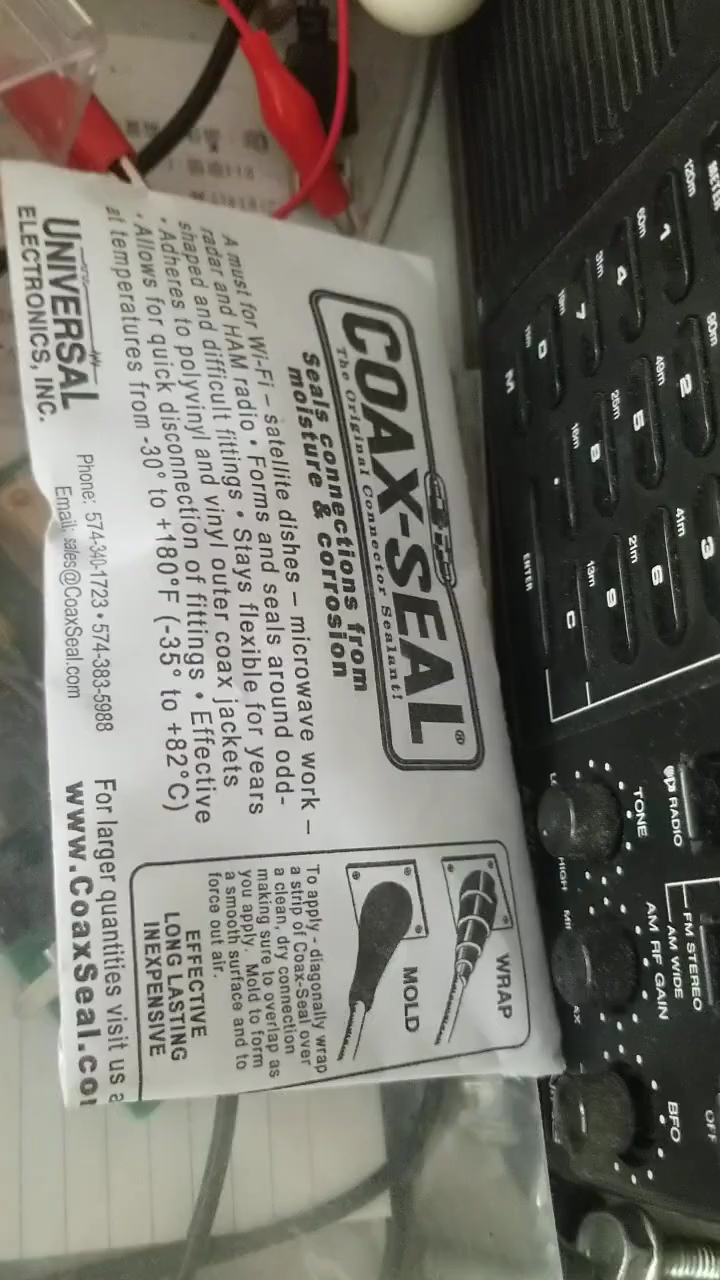 COAX-SEAL®
The Original Connector Sealant!
Seals connections from
moisture & corrosion
A must for Wi-Fi – satellite dishes – microwave work –
radar and HAM radio • Forms and seals around odd-
shaped and difficult fittings • Stays flexible for years
• Adheres to polyvinyl and vinyl outer coax jackets
• Allows for quick disconnection of fittings • Effective
at temperatures from -30° to +180°F (-35° to +82°C)
UNIVERSAL
ELECTRONICS, INC.
Phone: 574-340-1723 • 574-383-5988
Email: sales@CoaxSeal.com
For larger quantities visit us a
www.CoaxSeal.co
WRAP
MOLD
To apply - diagonally wrap
a strip of Coax-Seal over
a clean, dry connection
making sure to overlap as
you apply. Mold to form
a smooth surface and to
force out air.
EFFECTIVE
LONG LASTING
INEXPENSIVE
120m
90m
1
2
3
60m
49m
41m
4
5
6
31m
25m
21m
7
8
9
16m
13m
0
.
C
M
ENTER
RADIO
TONE
HIGH
FM STEREO
AM WIDE
AM RF GAIN
OFF
BFO